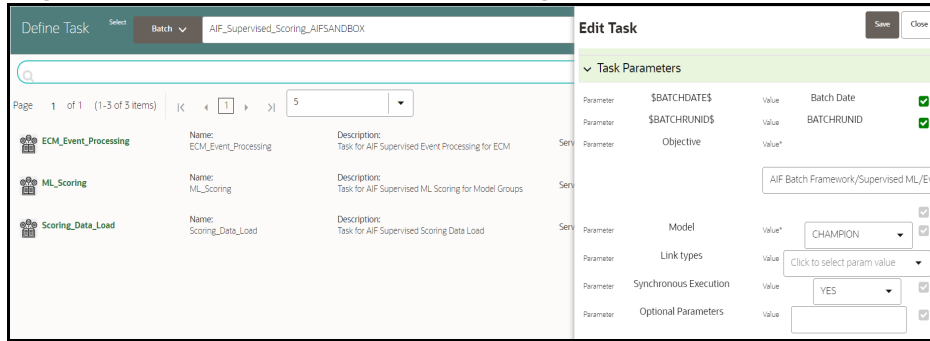 Define Task Select Batch AIF_Supervised_Scoring_AIFSANDBOX
Page 1 of 1 (1-3 of 3 items) 1 5
ECM_Event_Processing Name: Description:
ECM_Event_Processing Task for AIF Supervised Event Processing for ECM Serv
ML_Scoring Name: Description:
ML_Scoring Task for AIF Supervised ML Scoring for Model Groups Serv
Scoring_Data_Load Name: Description:
Scoring_Data_Load Task for AIF Supervised Scoring Data Load Serv
Edit Task Save Close
Task Parameters
Parameter $BATCHDATE$ Value Batch Date
Parameter $BATCHRUNID$ Value BATCHRUNID
Parameter Objective Value*
AIF Batch Framework/Supervised ML/Ev
Parameter Model Value* CHAMPION
Parameter Link types Value Click to select param value
Parameter Synchronous Execution Value YES
Parameter Optional Parameters Value